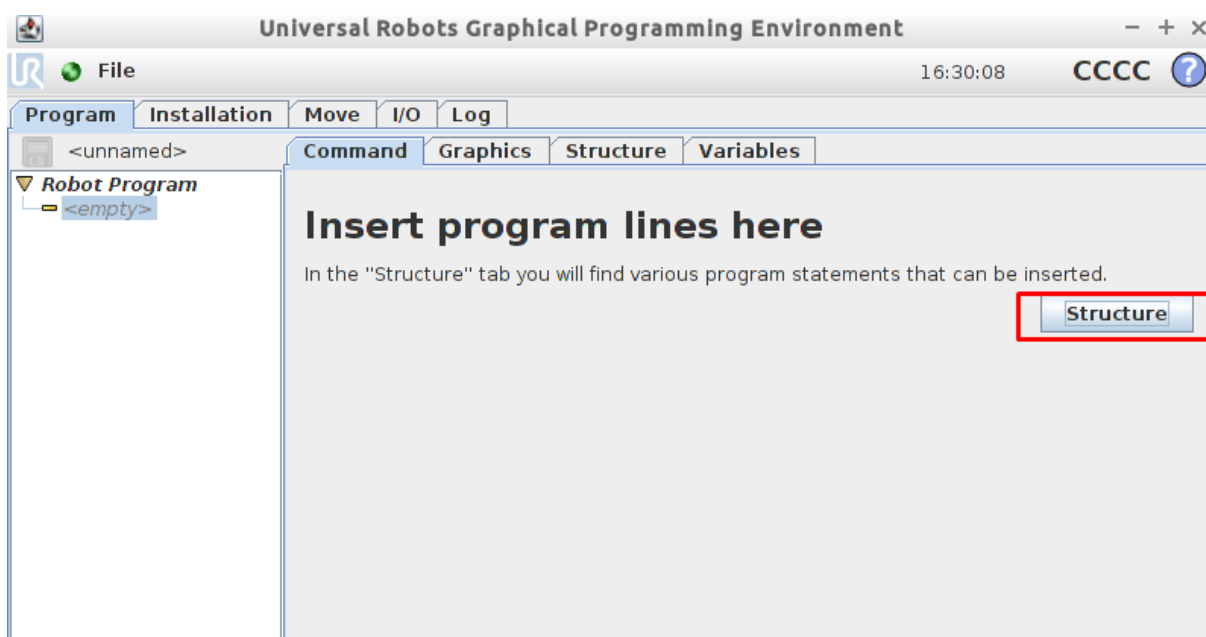 Universal Robots Graphical Programming Environment
UR File 16:30:08 CCCC ?
Program Installation Move I/O Log
<unnamed> Command Graphics Structure Variables
Robot Program
<empty>
Insert program lines here
In the "Structure" tab you will find various program statements that can be inserted.
Structure